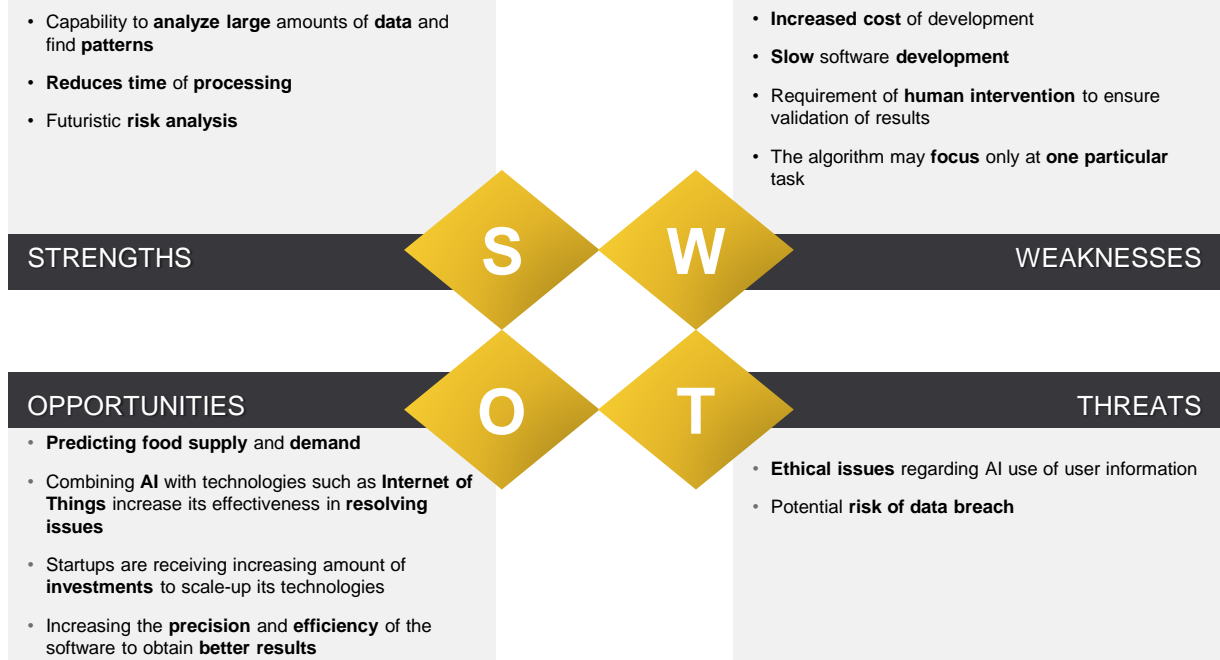 • Capability to analyze large amounts of data and
find patterns
• Reduces time of processing
• Futuristic risk analysis
• Increased cost of development
• Slow software development
• Requirement of human intervention to ensure
validation of results
• The algorithm may focus only at one particular
task
STRENGTHS
S
W
WEAKNESSES
OPPORTUNITIES
O
T
THREATS
• Predicting food supply and demand
• Combining AI with technologies such as Internet of
Things increase its effectiveness in resolving
issues
• Startups are receiving increasing amount of
investments to scale-up its technologies
• Increasing the precision and efficiency of the
software to obtain better results
• Ethical issues regarding AI use of user information
• Potential risk of data breach